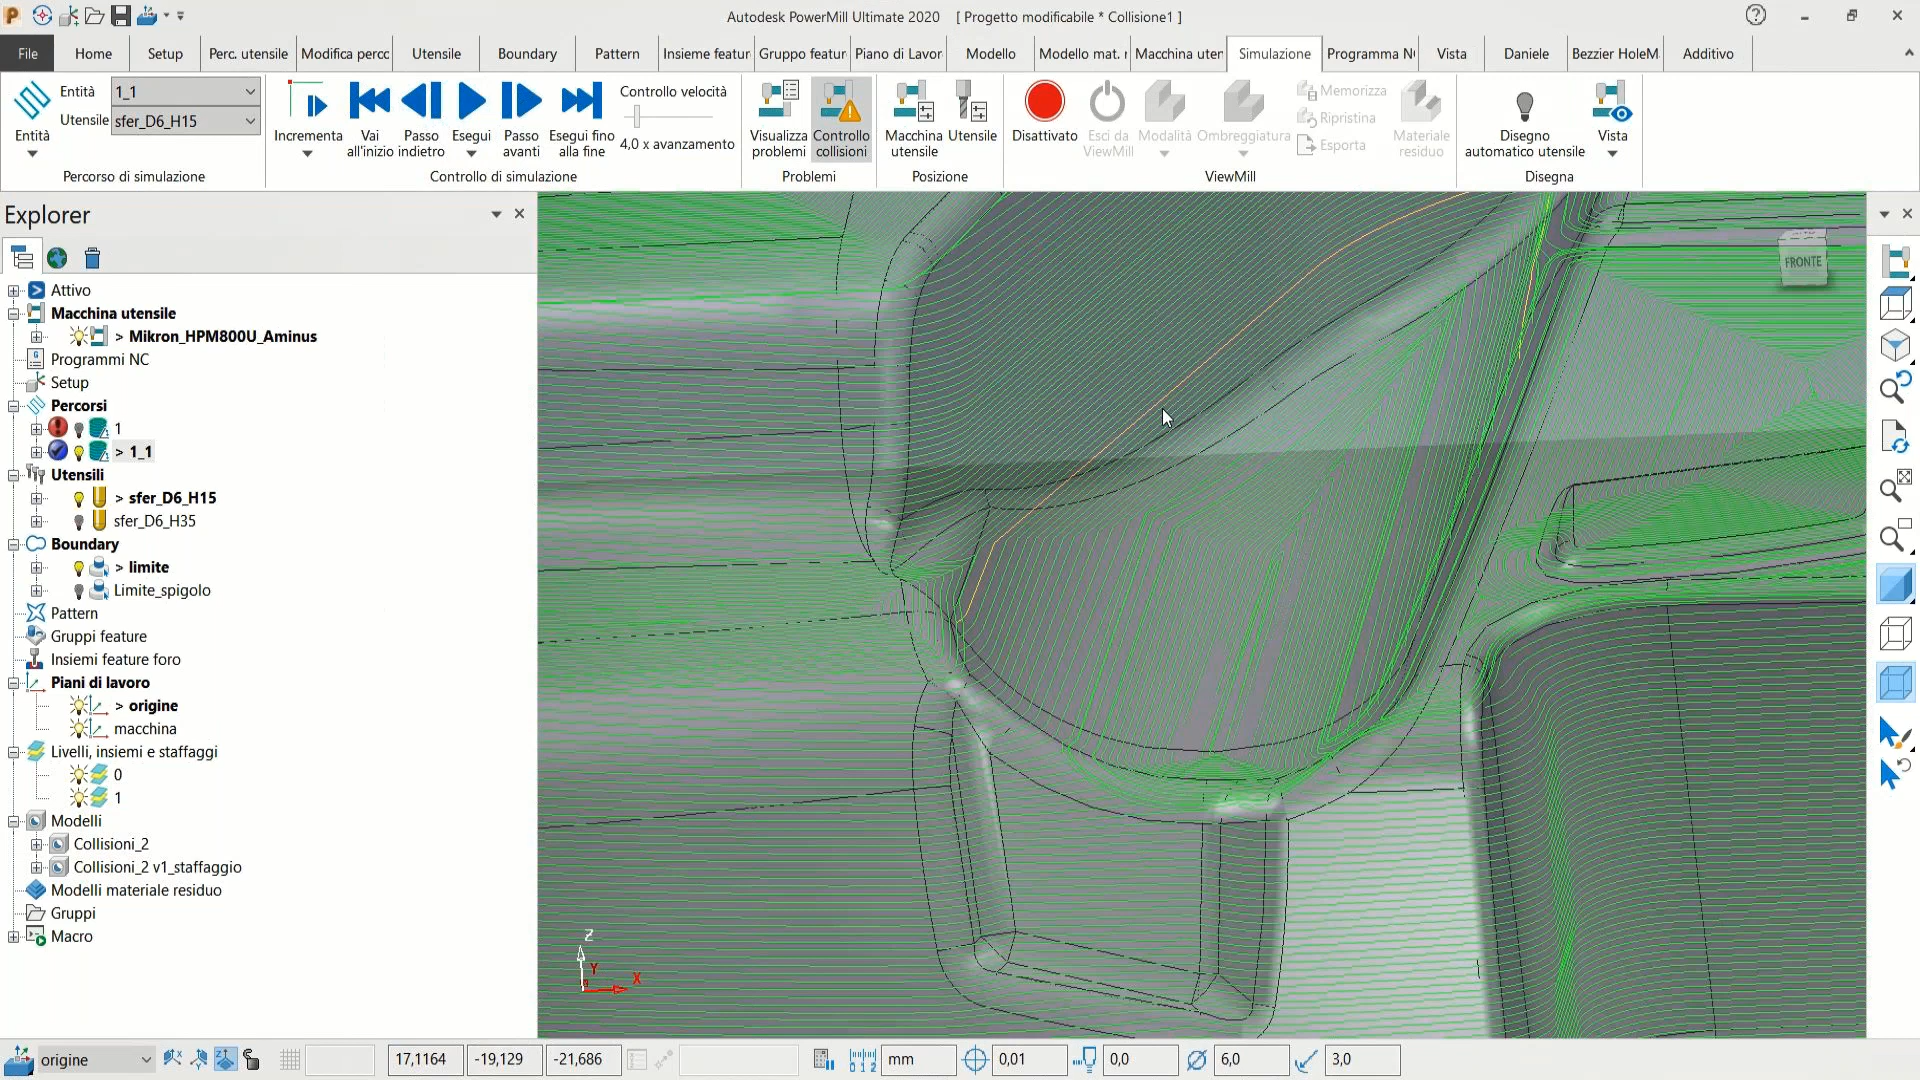 Autodesk PowerMill Ultimate 2020 [ Progetto modificabile * Collisione1 ]
File Home Setup Perc. utensile Modifica perco Utensile Boundary Pattern Insieme featur Gruppo featur Piano di Lavor Modello Modello mat. r Macchina uter Simulazione Programma N Vista Daniele Bezzier HoleM Additivo
Entità 1_1
Utensile sfer_D6_H15
Entità
Incrementa
Vai all'inizio
Passo indietro
Esegui
Passo avanti
Esegui fino alla fine
Controllo velocità
4,0 x avanzamento
Visualizza problemi
Controllo collisioni
Macchina utensile
Utensile
Disattivato
Esci da ViewMill
Modalità
Ombreggiatura
Memorizza
Ripristina
Esporta
Materiale residuo
Disegno automatico utensile
Vista
Percorso di simulazione
Controllo di simulazione
Problemi
Posizione
ViewMill
Disegna
Explorer
Attivo
Macchina utensile
> Mikron_HPM800U_Aminus
Programmi NC
Setup
Percorsi
1
> 1_1
Utensili
> sfer_D6_H15
sfer_D6_H35
Boundary
> limite
Limite_spigolo
Pattern
Gruppi feature
Insiemi feature foro
Piani di lavoro
> origine
macchina
Livelli, insiemi e staffaggi
0
1
Modelli
Collisioni_2
Collisioni_2 v1_staffaggio
Modelli materiale residuo
Gruppi
Macro
FRONTE
Z
Y
X
origine 17,1164 -19,129 -21,686 mm 0,01 0,0 6,0 3,0